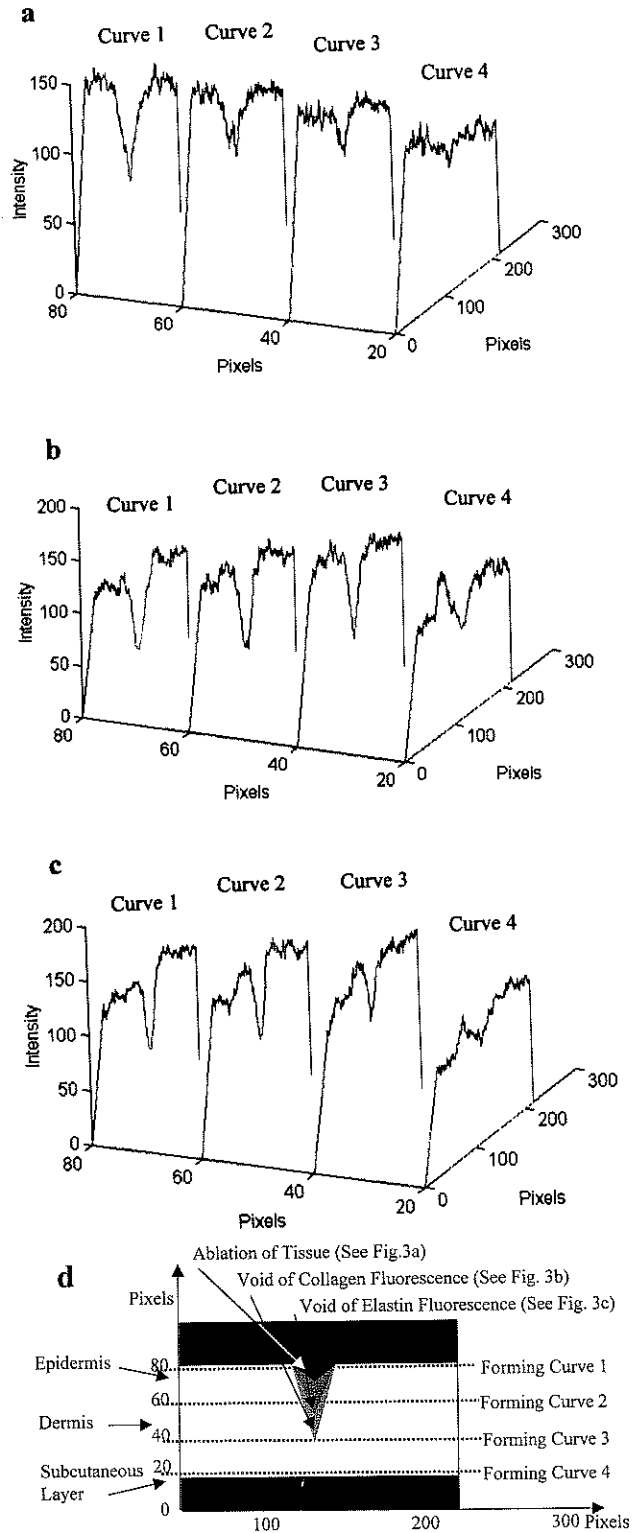 a
Curve 1
Curve 2
Curve 3
Curve 4
150
100
50
0
Intensity
80
60
40
20
Pixels
0
100
200
300
Pixels
b
Curve 1
Curve 2
Curve 3
Curve 4
200
150
100
50
0
Intensity
80
60
40
20
Pixels
0
100
200
300
Pixels
c
Curve 1
Curve 2
Curve 3
Curve 4
200
150
100
50
0
Intensity
80
60
40
20
Pixels
0
100
200
300
Pixels
d
Ablation of Tissue (See Fig.3a)
Void of Collagen Fluorescence (See Fig. 3b)
Void of Elastin Fluorescence (See Fig. 3c)
Pixels
Epidermis
80
Forming Curve 1
60
Forming Curve 2
Dermis
40
Forming Curve 3
Subcutaneous
Layer
20
Forming Curve 4
0
100
200
300 Pixels